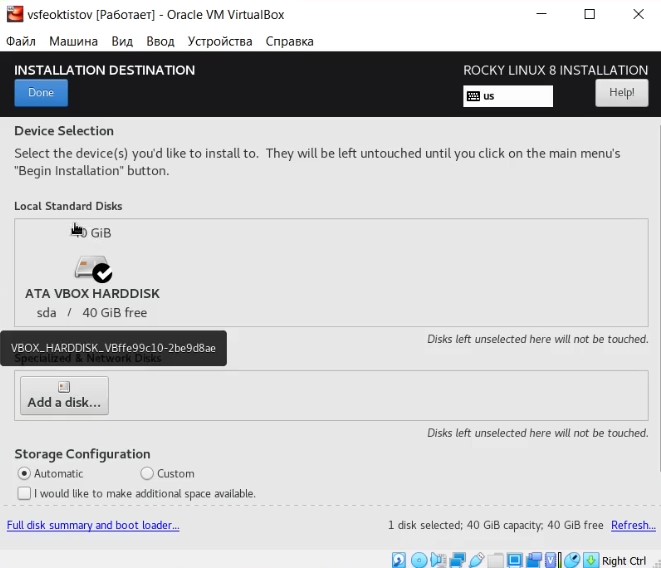 vsfeoktistov [Работает] - Oracle VM VirtualBox
Файл Машина Вид Ввод Устройства Справка
INSTALLATION DESTINATION
ROCKY LINUX 8 INSTALLATION
Done
us
Help!
Device Selection
Select the device(s) you'd like to install to. They will be left untouched until you click on the main menu's
"Begin Installation" button.
Local Standard Disks
40 GiB
ATA VBOX HARDDISK
sda / 40 GiB free
Disks left unselected here will not be touched.
VBOX_HARDDISK_VBffe99c10-2be9d8ae
Specialized & Network Disks
Add a disk...
Disks left unselected here will not be touched.
Storage Configuration
Automatic Custom
I would like to make additional space available.
Full disk summary and boot loader...
1 disk selected; 40 GiB capacity; 40 GiB free Refresh...
Right Ctrl